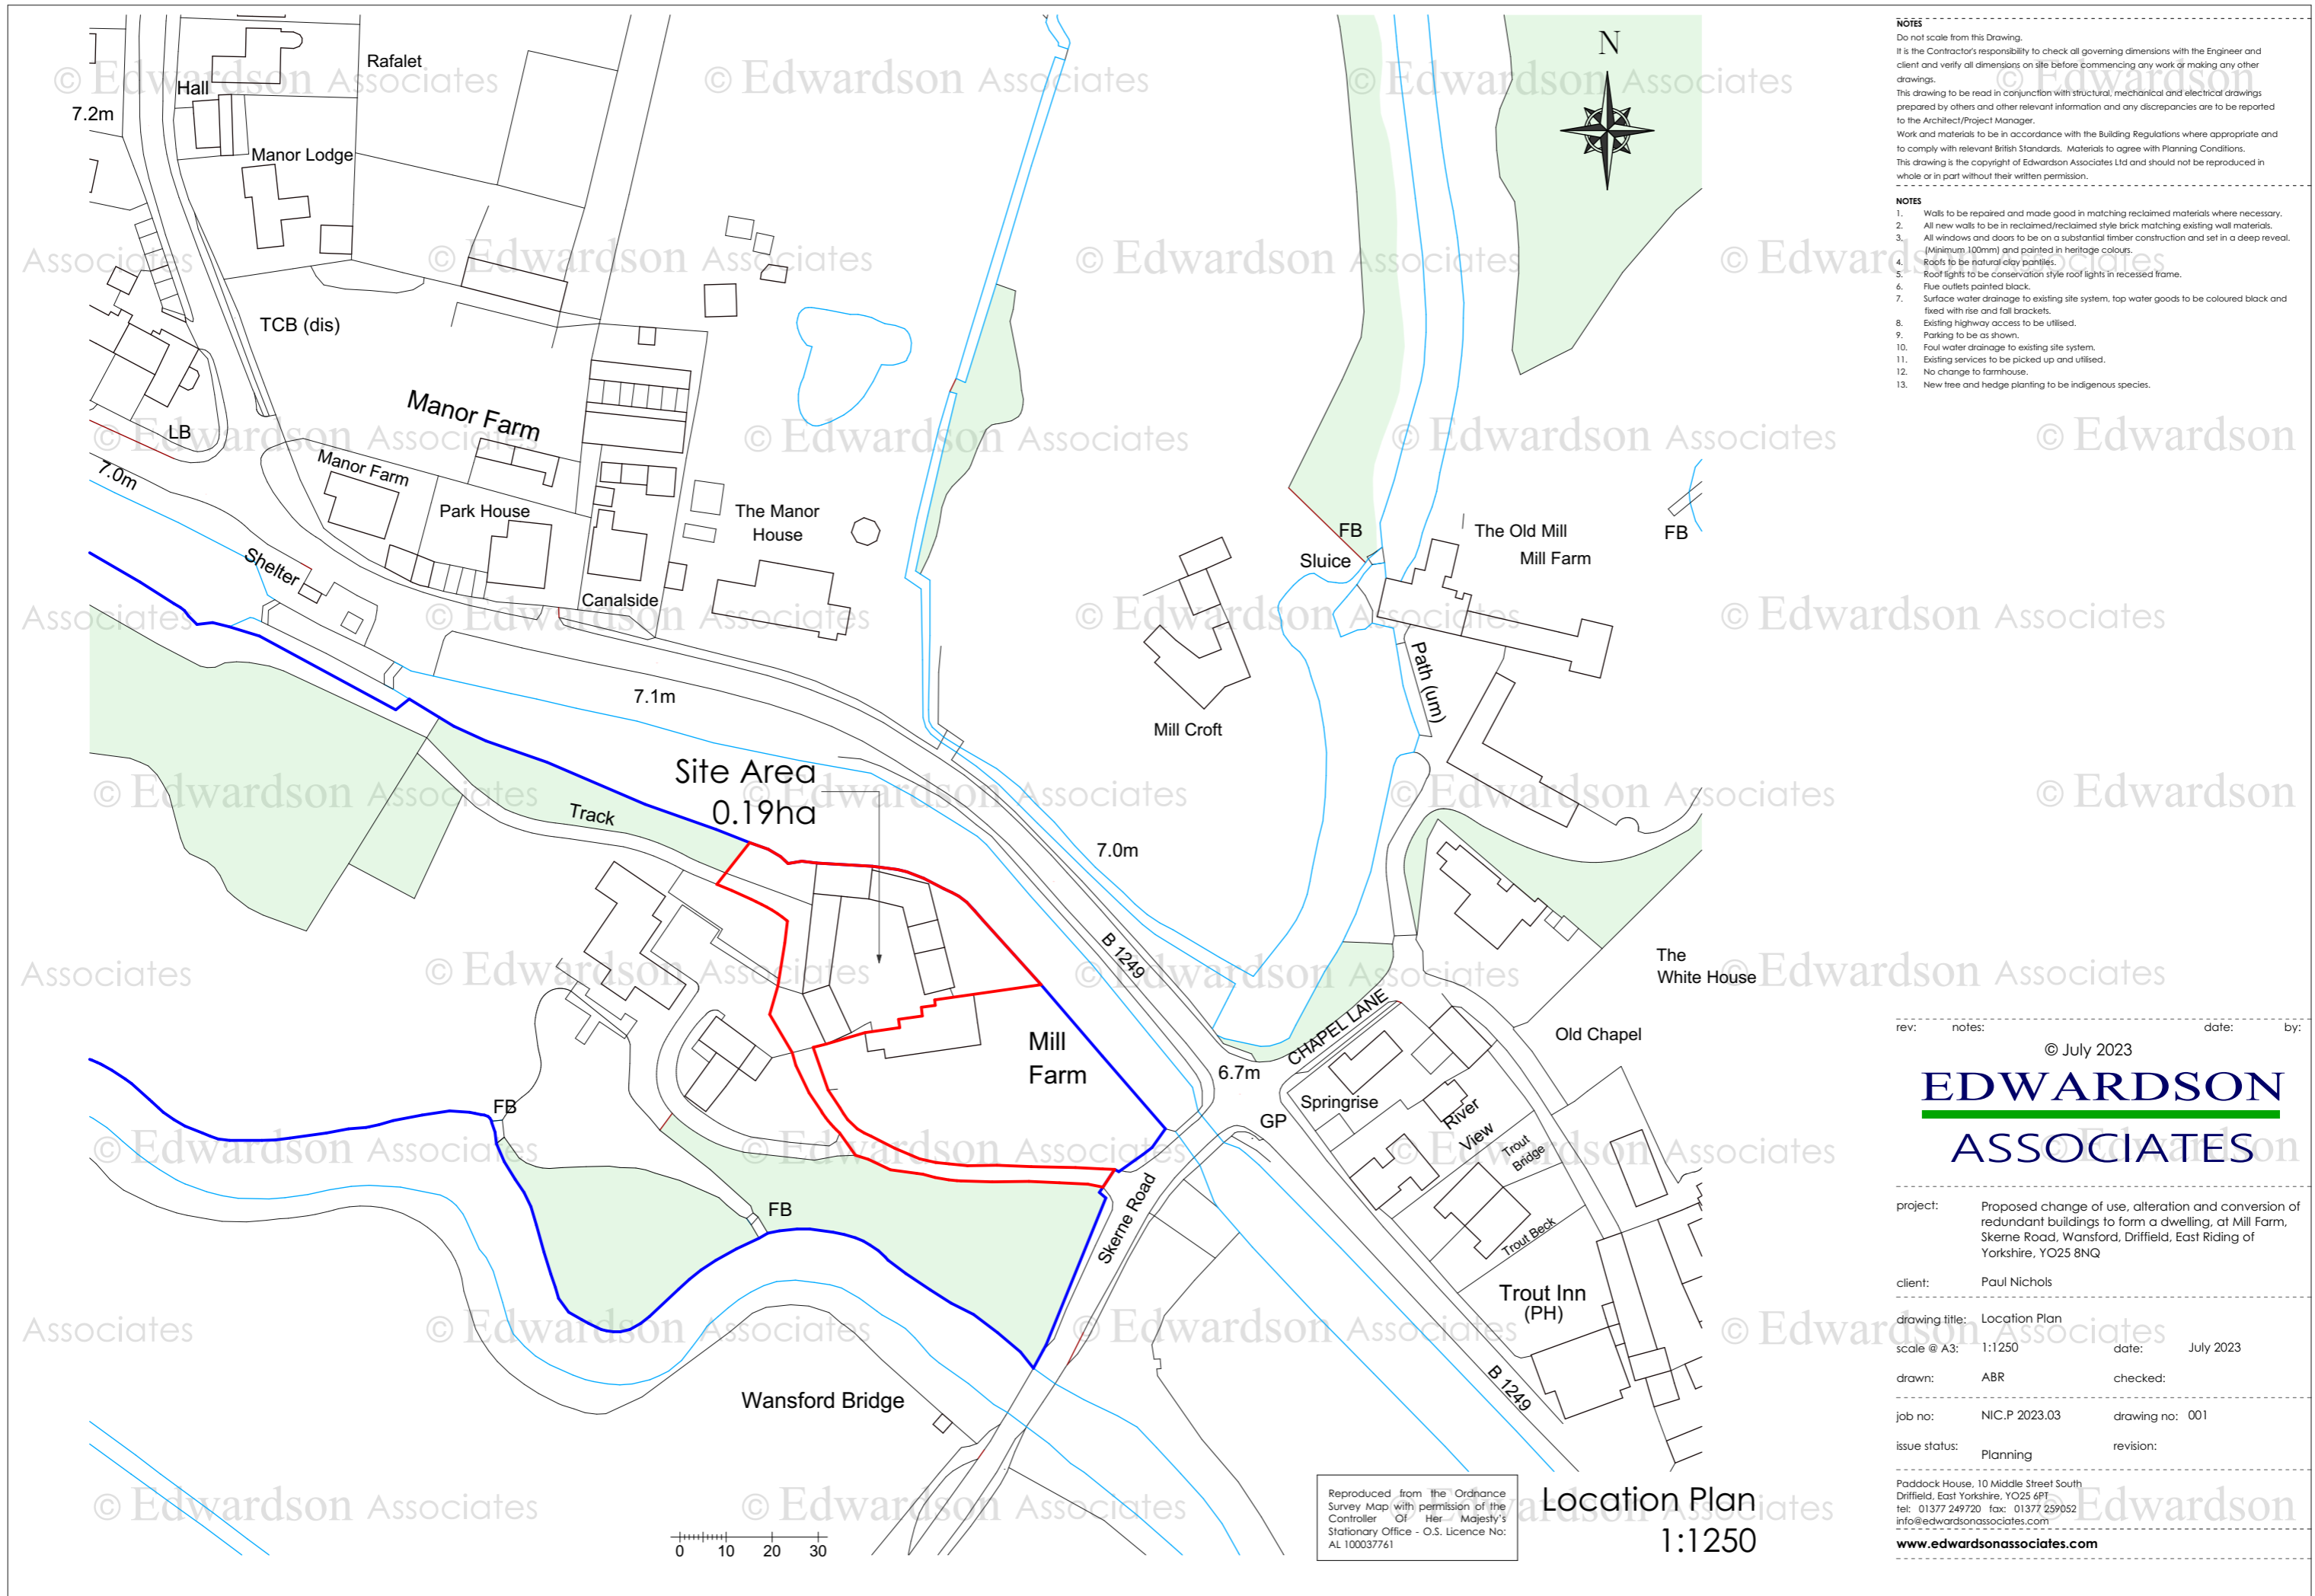 Rafalet
Hall
7.2m
Manor Lodge
TCB (dis)
Manor Farm
LB
7.0m
Manor Farm
Park House
The Manor
House
Shelter
Canalside
7.1m
N
FB
Sluice
The Old Mill
Mill Farm
FB
Path (um)
Mill Croft
Site Area
0.19ha
Track
7.0m
B 1249
The
White House
CHAPEL LANE
Old Chapel
Mill
Farm
6.7m
GP
Springrise
River
View
Trout
Bridge
Trout Beck
FB
FB
Skerne Road
Trout Inn
(PH)
B 1249
Wansford Bridge
0 10 20 30
Reproduced from the Ordnance
Survey Map with permission of the
Controller Of Her Majesty's
Stationary Office - O.S. Licence No:
AL 100037761
Location Plan
1:1250
NOTES
Do not scale from this Drawing.
It is the Contractor's responsibility to check all governing dimensions with the Engineer and
client and verify all dimensions on site before commencing any work or making any other
drawings.
This drawing to be read in conjunction with structural, mechanical and electrical drawings
prepared by others and other relevant information and any discrepancies are to be reported
to the Architect/Project Manager.
Work and materials to be in accordance with the Building Regulations where appropriate and
to comply with relevant British Standards. Materials to agree with Planning Conditions.
This drawing is the copyright of Edwardson Associates Ltd and should not be reproduced in
whole or in part without their written permission.
NOTES
1. Walls to be repaired and made good in matching reclaimed materials where necessary.
2. All new walls to be in reclaimed/reclaimed style brick matching existing wall materials.
3. All windows and doors to be on a substantial timber construction and set in a deep reveal.
(Minimum 100mm) and painted in heritage colours.
4. Roofs to be natural clay pantiles.
5. Roof lights to be conservation style roof lights in recessed frame.
6. Flue outlets painted black.
7. Surface water drainage to existing site system, top water goods to be coloured black and
fixed with rise and fall brackets.
8. Existing highway access to be utilised.
9. Parking to be as shown.
10. Foul water drainage to existing site system.
11. Existing services to be picked up and utilised.
12. No change to farmhouse.
13. New tree and hedge planting to be indigenous species.
rev: notes: date: by:
© July 2023
EDWARDSON
ASSOCIATES
project: Proposed change of use, alteration and conversion of
redundant buildings to form a dwelling, at Mill Farm,
Skerne Road, Wansford, Driffield, East Riding of
Yorkshire, YO25 8NQ
client: Paul Nichols
drawing title: Location Plan
scale @ A3: 1:1250 date: July 2023
drawn: ABR checked:
job no: NIC.P 2023.03 drawing no: 001
issue status: Planning revision:
Paddock House, 10 Middle Street South
Driffield, East Yorkshire, YO25 6PT
tel: 01377 249720 fax: 01377 259052
info@edwardsonassociates.com
www.edwardsonassociates.com
© Edwardson Associates